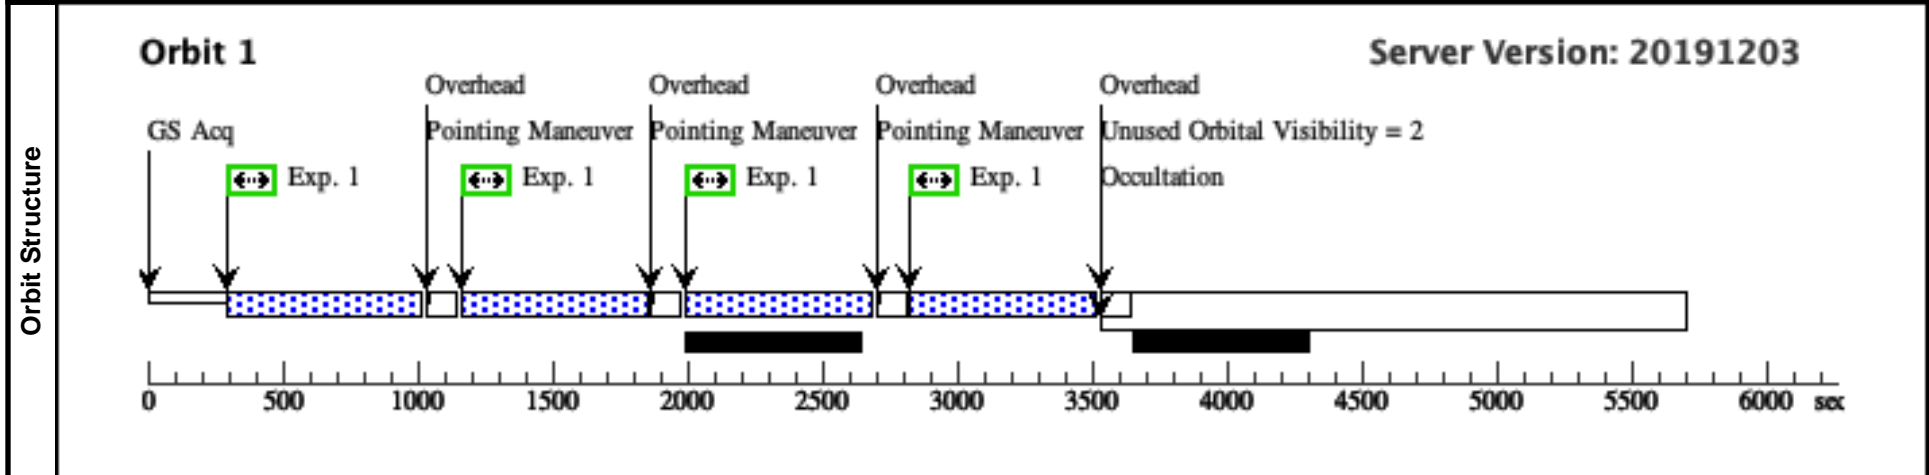 Orbit Structure
Orbit 1
Server Version: 20191203
Overhead Overhead Overhead Overhead
GS Acq Pointing Maneuver Pointing Maneuver Pointing Maneuver Unused Orbital Visibility = 2
Exp. 1 Exp. 1 Exp. 1 Exp. 1 Occultation
0 500 1000 1500 2000 2500 3000 3500 4000 4500 5000 5500 6000 sec